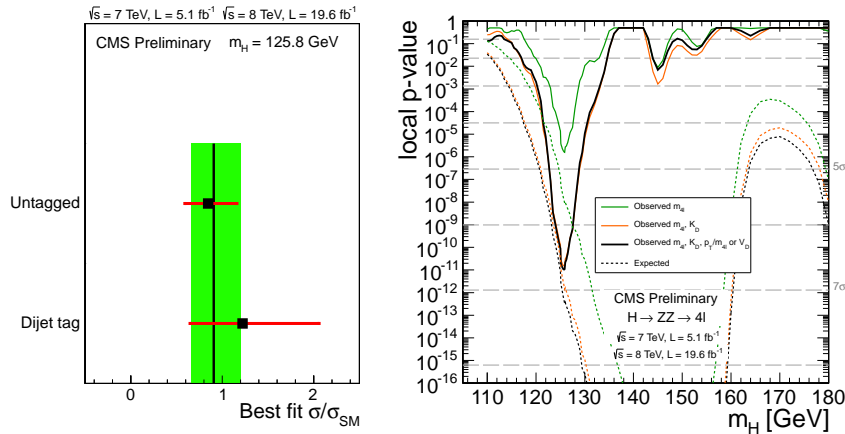 √s = 7 TeV, L = 5.1 fb⁻¹ √s = 8 TeV, L = 19.6 fb⁻¹
CMS Preliminary m_H = 125.8 GeV
Untagged
Dijet tag
0 1 2
Best fit σ/σ_SM
local p-value
1
10⁻¹
10⁻²
10⁻³
10⁻⁴
10⁻⁵
10⁻⁶
10⁻⁷
10⁻⁸
10⁻⁹
10⁻¹⁰
10⁻¹¹
10⁻¹²
10⁻¹³
10⁻¹⁴
10⁻¹⁵
10⁻¹⁶
5σ
7σ
Observed m_4l
Observed m_4l, K_D
Observed m_4l, K_D, p_T/m_4l or V_D
Expected
CMS Preliminary
H → ZZ → 4l
√s = 7 TeV, L = 5.1 fb⁻¹
√s = 8 TeV, L = 19.6 fb⁻¹
110 120 130 140 150 160 170 180
m_H [GeV]